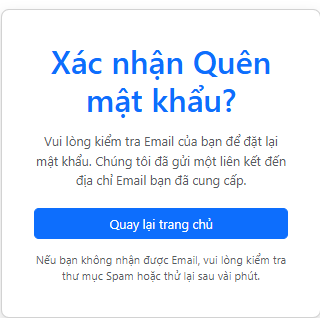 Xác nhận Quên
mật khẩu?
Vui lòng kiểm tra Email của bạn để đặt lại
mật khẩu. Chúng tôi đã gửi một liên kết đến
địa chỉ Email bạn đã cung cấp.
Quay lại trang chủ
Nếu bạn không nhận được Email, vui lòng kiểm tra
thư mục Spam hoặc thử lại sau vài phút.